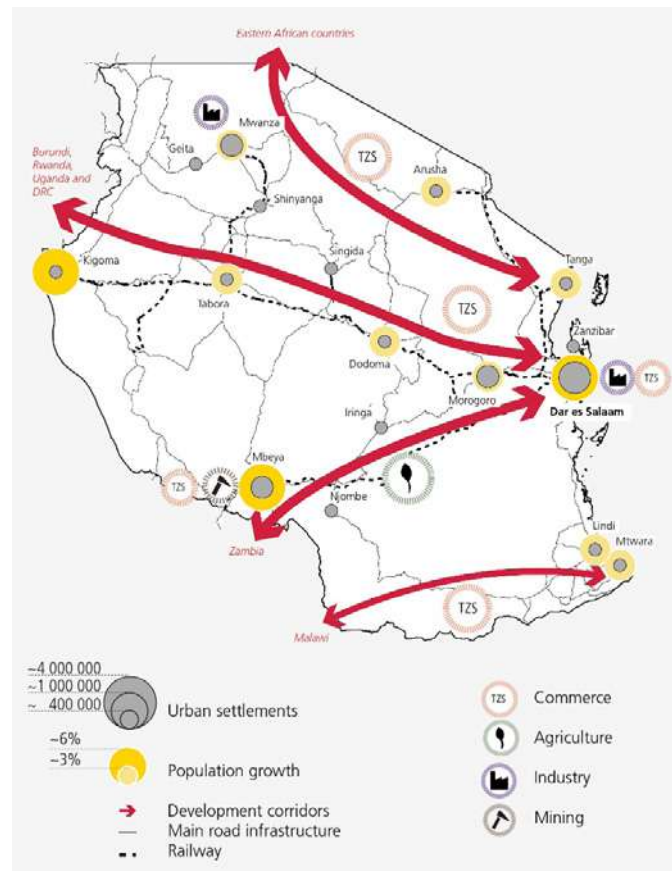 Eastern African countries
Mwanza
Geita
TZS
Arusha
Burundi,
Rwanda,
Uganda and
DRC
Shinyanga
Singida
Kigoma
Tanga
Tabora
TZS
Zanzibar
Dodoma
Morogoro
TZS
Dar es Salaam
Iringa
Mbeya
TZS
Njombe
Zambia
Lindi
Mtwara
TZS
Malawi
~4 000 000
~1 000 000
~ 400 000
Urban settlements
~6%
~3%
Population growth
Development corridors
Main road infrastructure
Railway
TZS Commerce
Agriculture
Industry
Mining